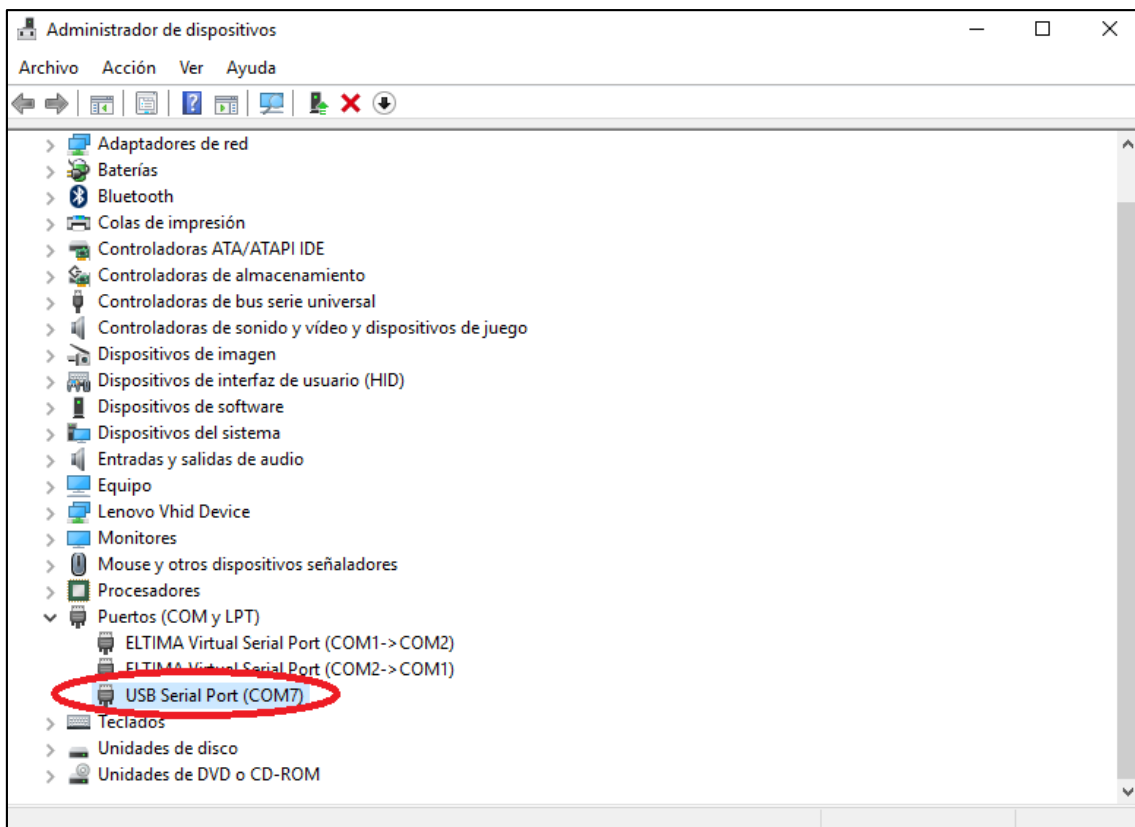 Administrador de dispositivos
Archivo Acción Ver Ayuda
Adaptadores de red
Baterías
Bluetooth
Colas de impresión
Controladoras ATA/ATAPI IDE
Controladoras de almacenamiento
Controladoras de bus serie universal
Controladoras de sonido y vídeo y dispositivos de juego
Dispositivos de imagen
Dispositivos de interfaz de usuario (HID)
Dispositivos de software
Dispositivos del sistema
Entradas y salidas de audio
Equipo
Lenovo Vhid Device
Monitores
Mouse y otros dispositivos señaladores
Procesadores
Puertos (COM y LPT)
ELTIMA Virtual Serial Port (COM1->COM2)
ELTIMA Virtual Serial Port (COM2->COM1)
USB Serial Port (COM7)
Teclados
Unidades de disco
Unidades de DVD o CD-ROM